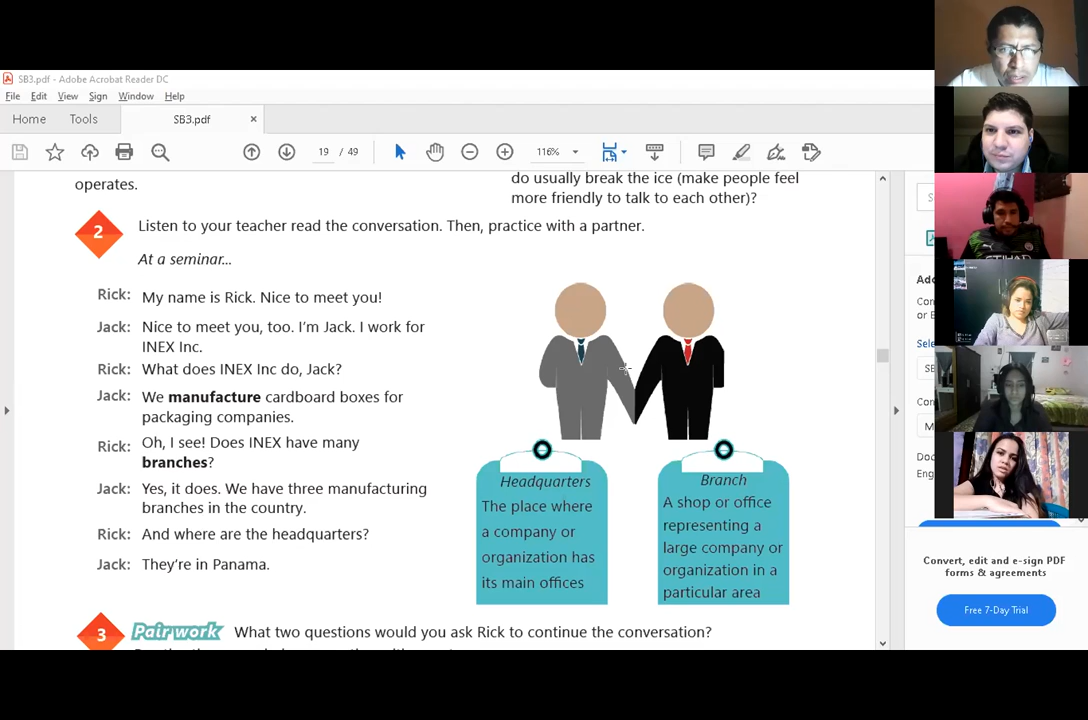 SB3.pdf - Adobe Acrobat Reader DC
File Edit View Sign Window Help
Home Tools SB3.pdf ×
19 / 49 116%
operates.
do usually break the ice (make people feel
more friendly to talk to each other)?
2 Listen to your teacher read the conversation. Then, practice with a partner.
At a seminar...
Rick: My name is Rick. Nice to meet you!
Jack: Nice to meet you, too. I'm Jack. I work for
INEX Inc.
Rick: What does INEX Inc do, Jack?
Jack: We manufacture cardboard boxes for
packaging companies.
Rick: Oh, I see! Does INEX have many
branches?
Jack: Yes, it does. We have three manufacturing
branches in the country.
Rick: And where are the headquarters?
Jack: They're in Panama.
Headquarters
The place where
a company or
organization has
its main offices
Branch
A shop or office
representing a
large company or
organization in a
particular area
3 Pair work What two questions would you ask Rick to continue the conversation?
Convert, edit and e-sign PDF
forms & agreements
Free 7-Day Trial